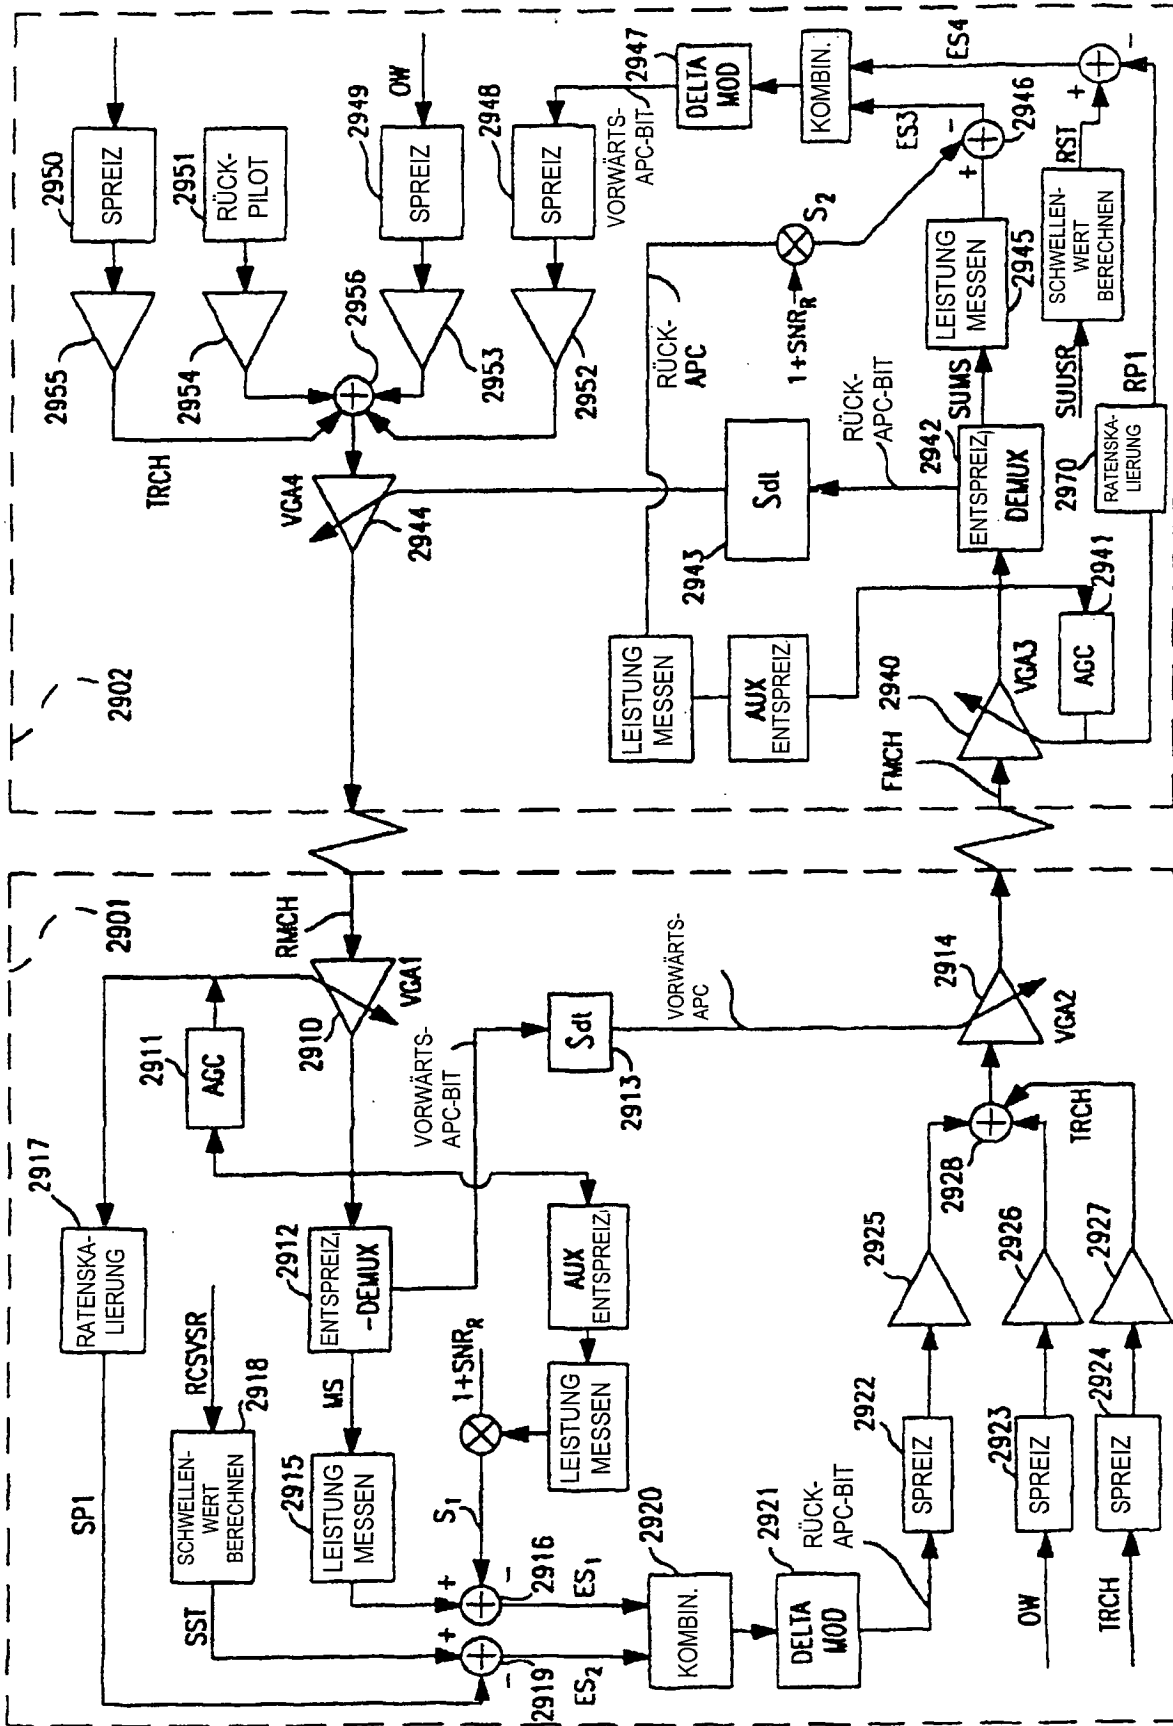 2901
2917
RATENSKA-
LIERUNG
SP1
2911
AGC
RMCH
VGA1
2910
RCSVSR
2918
SCHWELLEN-
WERT
BERECHNEN
SST
2912
ENTSPREIZ,
-DEMUX
MS
2915
LEISTUNG
MESSEN
VORWÄRTS-
APC-BIT
Sdt
2913
VORWÄRTS-
APC
AUX
ENTSPREIZ,
LEISTUNG
MESSEN
1+SNRR
S1
+
-
2916
ES1
+
-
2919
ES2
2920
KOMBIN.
2921
DELTA
MOD
RÜCK-
APC-BIT
2922
SPREIZ
2925
OW
2923
SPREIZ
2926
TRCH
2924
SPREIZ
2927
TRCH
2928
2914
VGA2
2902
2950
SPREIZ
2955
TRCH
2951
RÜCK-
PILOT
2954
2956
OW
2949
SPREIZ
2953
2948
SPREIZ
2952
VORWÄRTS-
APC-BIT
2947
DELTA
MOD
VGA4
2944
Sdt
2943
RÜCK-
APC-BIT
RÜCK-
APC
LEISTUNG
MESSEN
AUX
ENTSPREIZ.
1+SNRR
S2
KOMBIN.
ES3
ES4
-
+
2946
LEISTUNG
MESSEN
2945
SUMS
2942
ENTSPREIZ,
DEMUX
FMCH
2940
VGA3
AGC
2941
SUUSR
SCHWELLEN-
WERT
BERECHNEN
RST
+
-
2970
RATENSKA-
LIERUNG
RP1